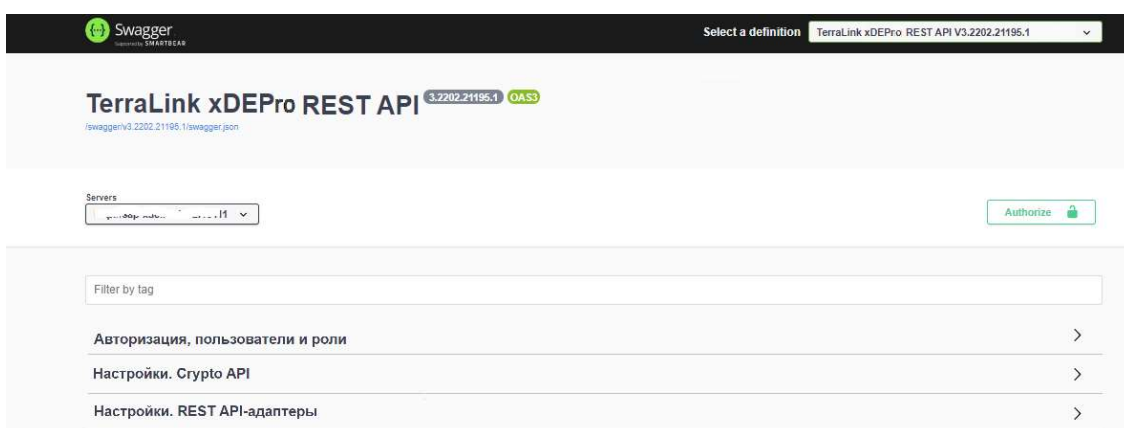 Swagger
Supported by SMARTBEAR
Select a definition
TerraLink xDEPro REST API V3.2202.21195.1
TerraLink xDEPro REST API 3.2202.21195.1 OAS3
/swagger/v3.2202.21195.1/swagger.json
Servers
Authorize
Filter by tag
Авторизация, пользователи и роли
Настройки. Crypto API
Настройки. REST API-адаптеры